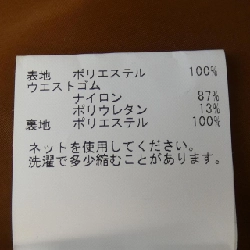 表地 ポリエステル 100%
ウエストゴム
ナイロン 87%
ポリウレタン 13%
裏地 ポリエステル 100%
ネットを使用してください。
洗濯で多少縮むことがあります。